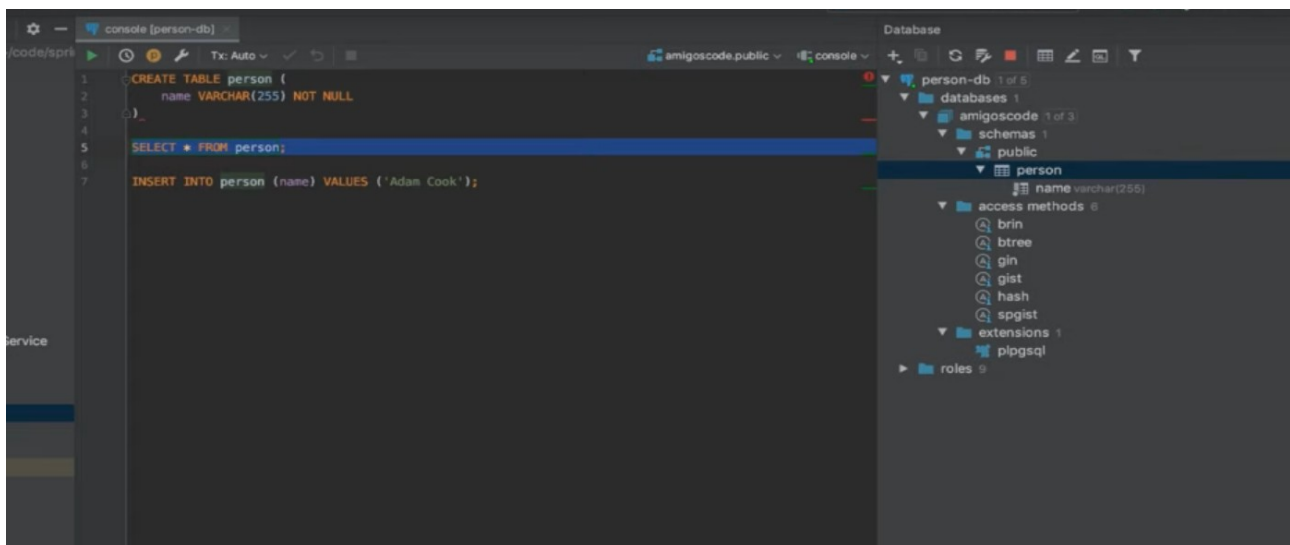 console [person-db]
/code/spri
Tx: Auto
amigoscode.public
console
1 CREATE TABLE person (
2 name VARCHAR(255) NOT NULL
3 )
4
5 SELECT * FROM person;
6
7 INSERT INTO person (name) VALUES ('Adam Cook');
Service
Database
person-db 1 of 5
databases 1
amigoscode 1 of 3
schemas 1
public
person
name varchar(255)
access methods 6
brin
btree
gin
gist
hash
spgist
extensions 1
plpgsql
roles 9